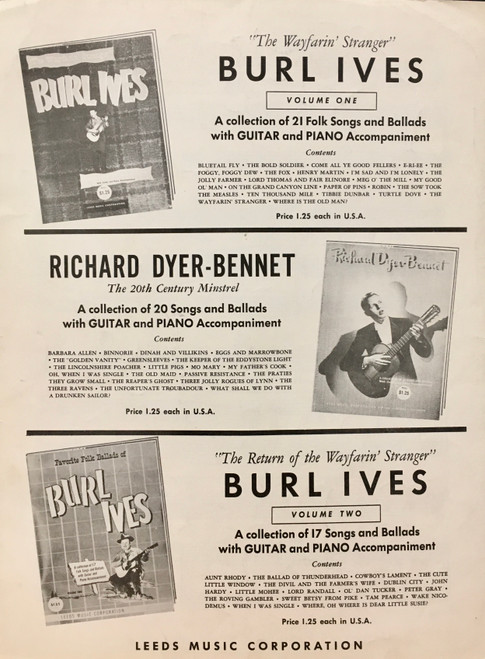 "The Wayfarin' Stranger"
BURL IVES
VOLUME ONE
A collection of 21 Folk Songs and Ballads
with GUITAR and PIANO Accompaniment
Contents
BLUETAIL FLY • THE BOLD SOLDIER • COME ALL YE GOOD FELLERS • E-RI-EE • THE
FOGGY, FOGGY DEW • THE FOX • HENRY MARTIN • I'M SAD AND I'M LONELY • THE
JOLLY FARMER • LORD THOMAS AND FAIR ELINORE • MEG O' THE MILL • MY GOOD
OL' MAN • ON THE GRAND CANYON LINE • PAPER OF PINS • ROBIN • THE SOW TOOK
THE MEASLES • TEN THOUSAND MILE • TIBBIE DUNBAR • TURTLE DOVE • THE
WAYFARIN' STRANGER • WHERE IS THE OLD MAN?
Price 1.25 each in U.S.A.
BURL IVES
$1.25
RICHARD DYER-BENNET
The 20th Century Minstrel
A collection of 20 Songs and Ballads
with GUITAR and PIANO Accompaniment
Contents
BARBARA ALLEN • BINNORIE • DINAH AND VILLIKINS • EGGS AND MARROWBONE
• THE "GOLDEN VANITY" • GREENSLEEVES • THE KEEPER OF THE EDDYSTONE LIGHT
• THE LINCOLNSHIRE POACHER • LITTLE PIGS • MO MARY • MY FATHER'S COOK •
OH, WHEN I WAS SINGLE • THE OLD MAID • PASSIVE RESISTANCE • THE PRATIES
THEY GROW SMALL • THE REAPER'S GHOST • THREE JOLLY ROGUES OF LYNN • THE
THREE RAVENS • THE UNFORTUNATE TROUBADOUR • WHAT SHALL WE DO WITH
A DRUNKEN SAILOR?
Price 1.25 each in U.S.A.
Richard Dyer-Bennet
$1.25
Favorite Folk Ballads of
BURL
IVES
LEEDS MUSIC CORPORATION
"The Return of the Wayfarin' Stranger"
BURL IVES
VOLUME TWO
A collection of 17 Songs and Ballads
with GUITAR and PIANO Accompaniment
Contents
AUNT RHODY • THE BALLAD OF THUNDERHEAD • COWBOY'S LAMENT • THE CUTE
LITTLE WINDOW • THE DEVIL AND THE FARMER'S WIFE • DUBLIN CITY • JOHN
HARDY • LITTLE MOHEE • LORD RANDALL • OL' DAN TUCKER • PETER GRAY •
THE ROVING GAMBLER • SWEET BETSY FROM PIKE • TAM PEARCE • WAKE NICO-
DEMUS • WHEN I WAS SINGLE • WHERE, OH WHERE IS DEAR LITTLE SUSIE?
Price 1.25 each in U.S.A.
LEEDS MUSIC CORPORATION